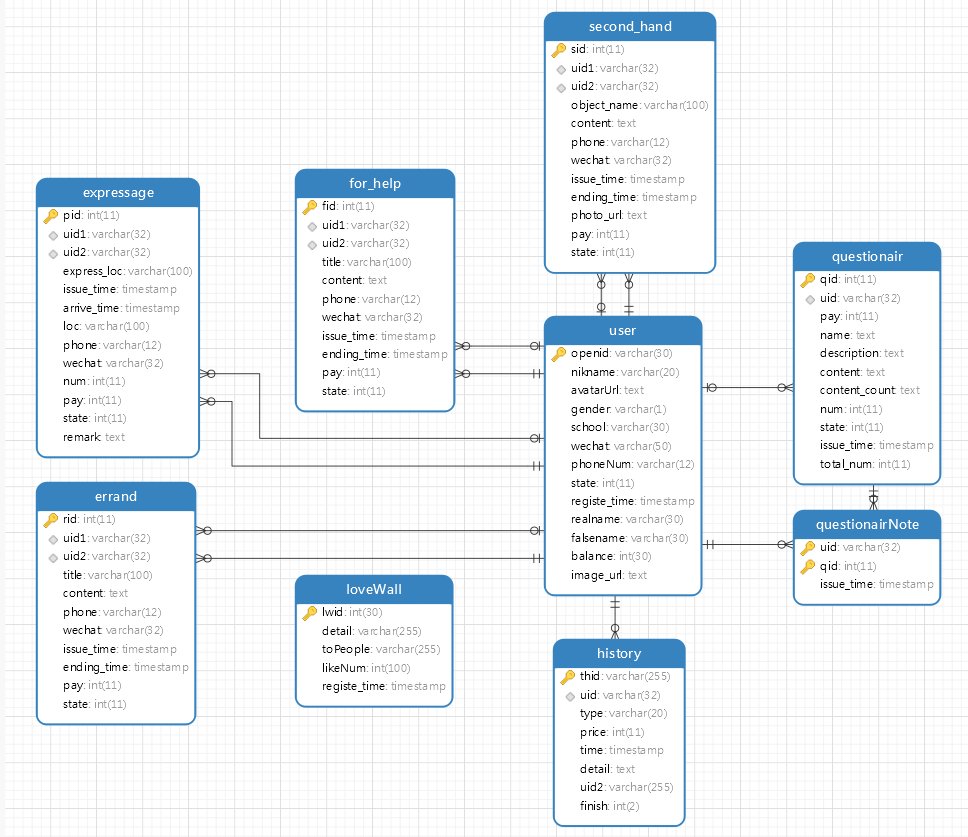 second_hand
sid: int(11)
uid1: varchar(32)
uid2: varchar(32)
object_name: varchar(100)
content: text
phone: varchar(12)
wechat: varchar(32)
issue_time: timestamp
ending_time: timestamp
photo_url: text
pay: int(11)
state: int(11)
expressage
pid: int(11)
uid1: varchar(32)
uid2: varchar(32)
express_loc: varchar(100)
issue_time: timestamp
arrive_time: timestamp
loc: varchar(100)
phone: varchar(12)
wechat: varchar(32)
num: int(11)
pay: int(11)
state: int(11)
remark: text
for_help
fid: int(11)
uid1: varchar(32)
uid2: varchar(32)
title: varchar(100)
content: text
phone: varchar(12)
wechat: varchar(32)
issue_time: timestamp
ending_time: timestamp
pay: int(11)
state: int(11)
user
openid: varchar(30)
nikname: varchar(20)
avatarUrl: text
gender: varchar(1)
school: varchar(30)
wechat: varchar(50)
phoneNum: varchar(12)
state: int(11)
registe_time: timestamp
realname: varchar(30)
falsename: varchar(30)
balance: int(30)
image_url: text
questionair
qid: int(11)
uid: varchar(32)
pay: int(11)
name: text
description: text
content: text
content_count: text
num: int(11)
state: int(11)
issue_time: timestamp
total_num: int(11)
errand
rid: int(11)
uid1: varchar(32)
uid2: varchar(32)
title: varchar(100)
content: text
phone: varchar(12)
wechat: varchar(32)
issue_time: timestamp
ending_time: timestamp
pay: int(11)
state: int(11)
loveWall
lwid: int(30)
detail: varchar(255)
toPeople: varchar(255)
likeNum: int(100)
registe_time: timestamp
questionairNote
uid: varchar(32)
qid: int(11)
issue_time: timestamp
history
thid: varchar(255)
uid: varchar(32)
type: varchar(20)
price: int(11)
time: timestamp
detail: text
uid2: varchar(255)
finish: int(2)